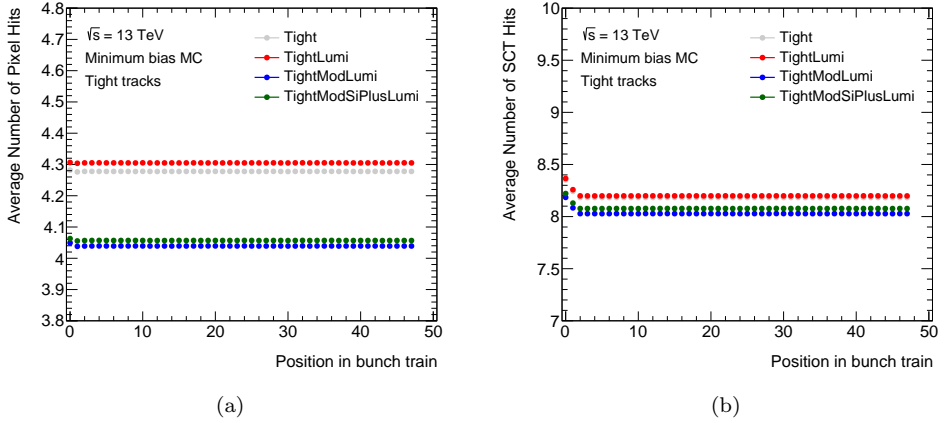 Average Number of Pixel Hits
4.8
4.7
4.6
4.5
4.4
4.3
4.2
4.1
4
3.9
3.8
√s = 13 TeV
Minimum bias MC
Tight tracks
Tight
TightLumi
TightModLumi
TightModSiPlusLumi
0 10 20 30 40 50
Position in bunch train
(a)
Average Number of SCT Hits
10
9.5
9
8.5
8
7.5
7
√s = 13 TeV
Minimum bias MC
Tight tracks
Tight
TightLumi
TightModLumi
TightModSiPlusLumi
0 10 20 30 40 50
Position in bunch train
(b)